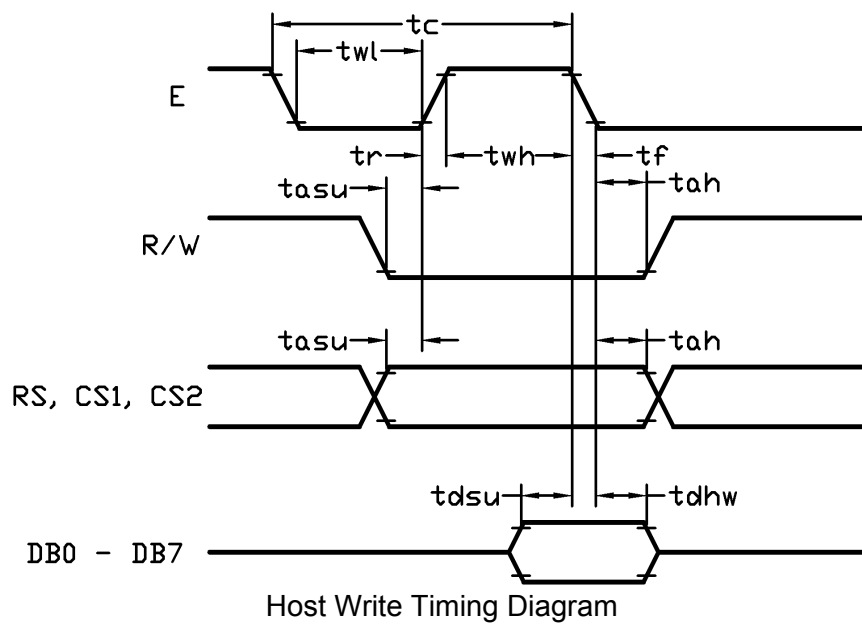 tc
twl
E
tr twh tf
tasu tah
R/W
tasu tah
RS, CS1, CS2
tdsu tdhw
DB0 - DB7
Host Write Timing Diagram